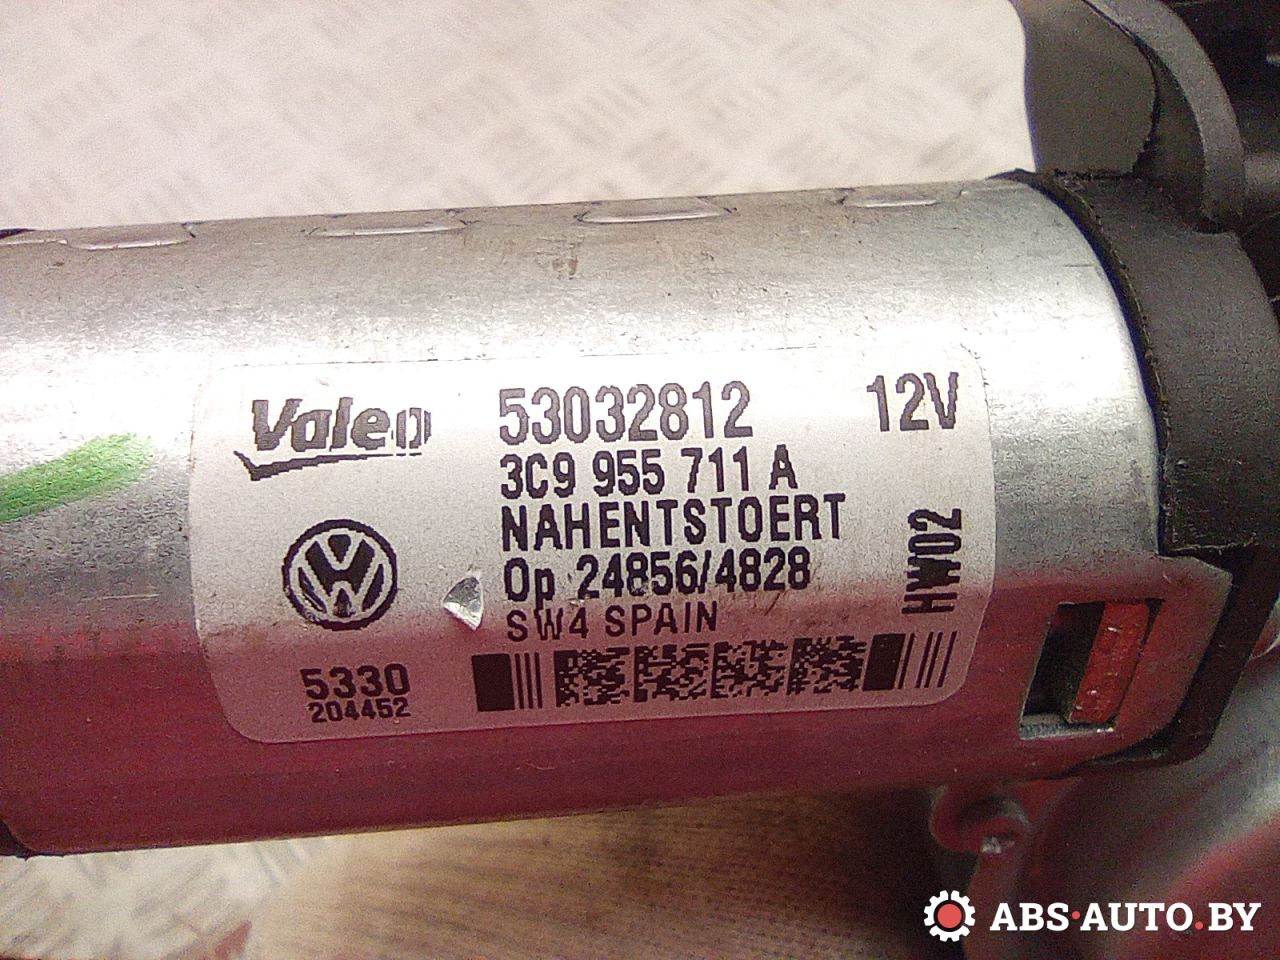 Valeo
53032812
12V
3C9 955 711 A
NAHENTSTOERT
Op 24856/4828
SW4 SPAIN
HW02
5330
204452
ABS·AUTO.BY